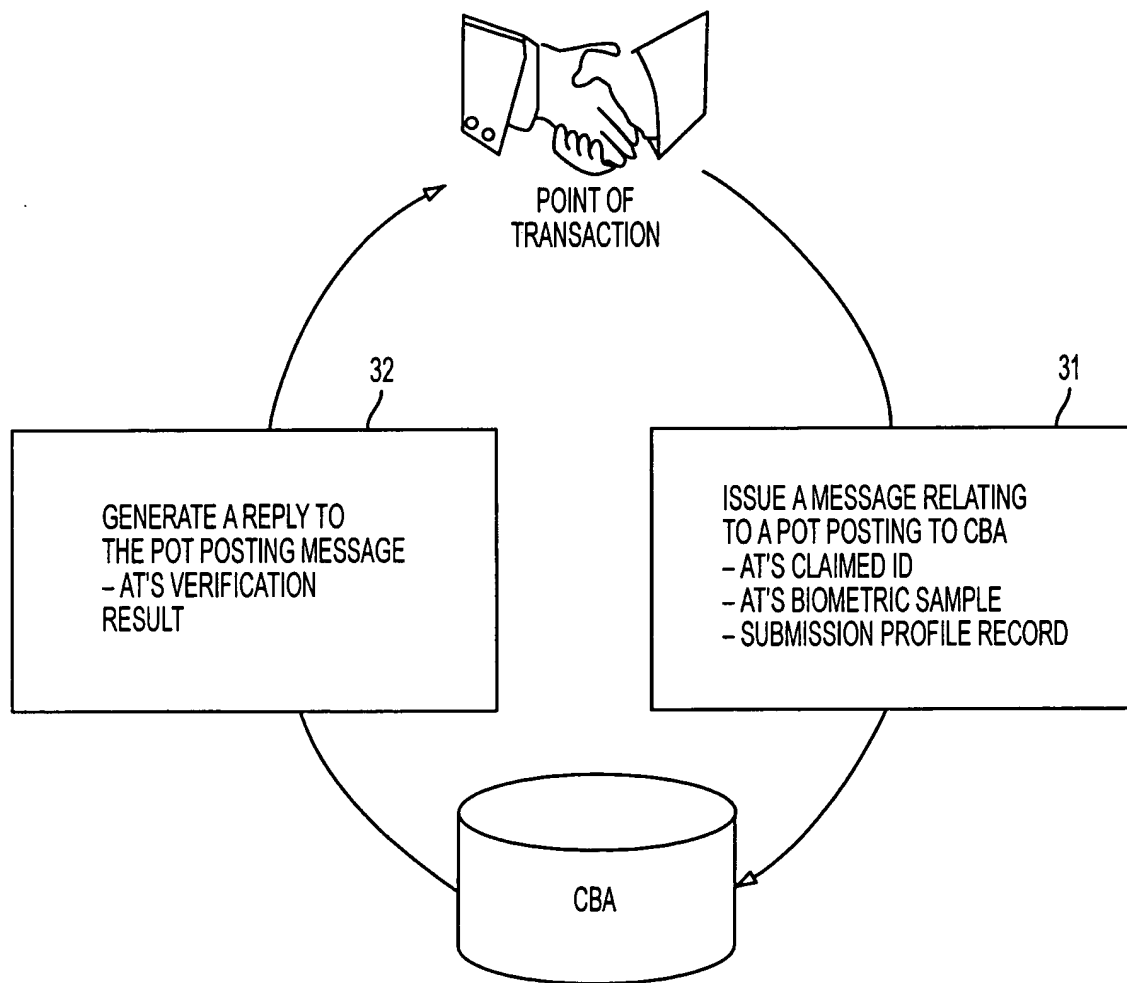 POINT OF
TRANSACTION
32
31
GENERATE A REPLY TO
THE POT POSTING MESSAGE
– AT'S VERIFICATION
RESULT
ISSUE A MESSAGE RELATING
TO A POT POSTING TO CBA
– AT'S CLAIMED ID
– AT'S BIOMETRIC SAMPLE
– SUBMISSION PROFILE RECORD
CBA